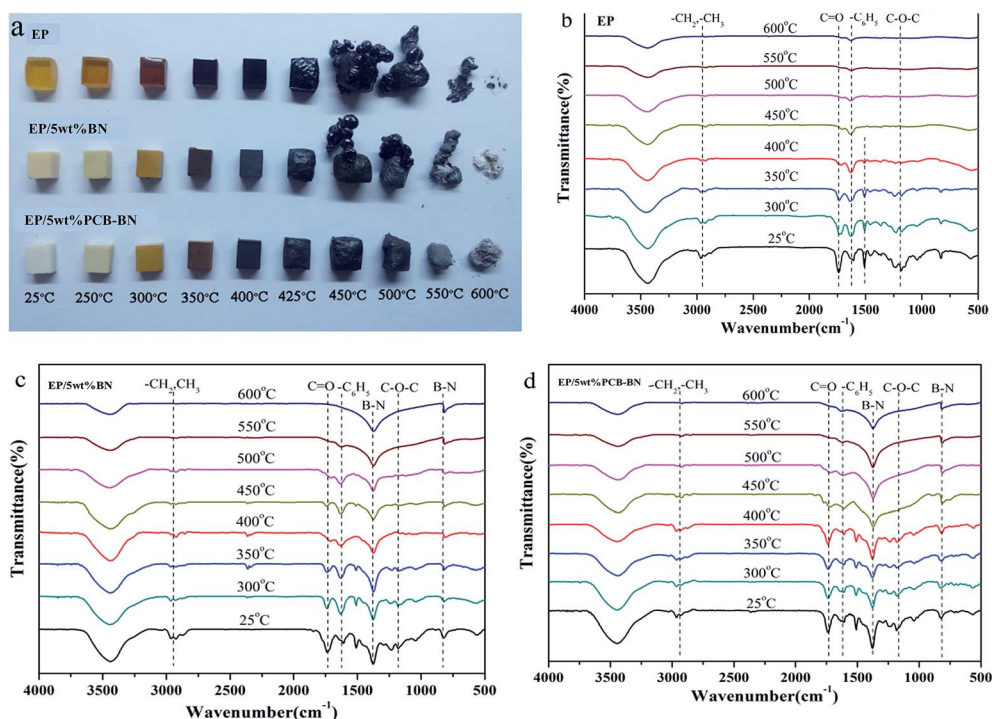 a
EP
EP/5wt%BN
EP/5wt%PCB-BN
25°C 250°C 300°C 350°C 400°C 425°C 450°C 500°C 550°C 600°C
b
EP
-CH2,-CH3
C=O
-C6H5
C-O-C
600°C
550°C
500°C
450°C
400°C
350°C
300°C
25°C
Transmittance(%)
4000 3500 3000 2500 2000 1500 1000 500
Wavenumber(cm-1)
c
EP/5wt%BN
-CH2,CH3
C=O
-C6H5
C-O-C
B-N
B-N
600°C
550°C
500°C
450°C
400°C
350°C
300°C
25°C
Transmittance(%)
4000 3500 3000 2500 2000 1500 1000 500
Wavenumber(cm-1)
d
EP/5wt%PCB-BN
-CH2,-CH3
C=O
-C6H5
C-O-C
B-N
B-N
600°C
550°C
500°C
450°C
400°C
350°C
300°C
25°C
Transmittance(%)
4000 3500 3000 2500 2000 1500 1000 500
Wavenumber(cm-1)